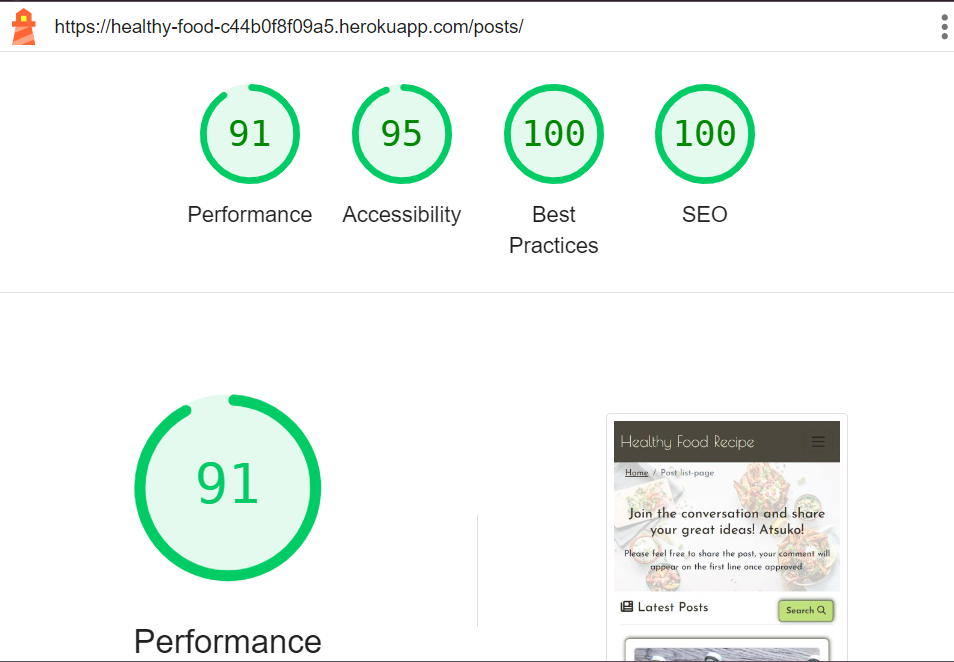 https://healthy-food-c44b0f8f09a5.herokuapp.com/posts/
91
95
100
100
Performance
Accessibility
Best
Practices
SEO
91
Performance
Healthy Food Recipe
Home / Post list-page
Join the conversation and share
your great ideas! Atsuko!
Please feel free to share the post, your comment will
appear on the first line once approved.
Latest Posts
Search